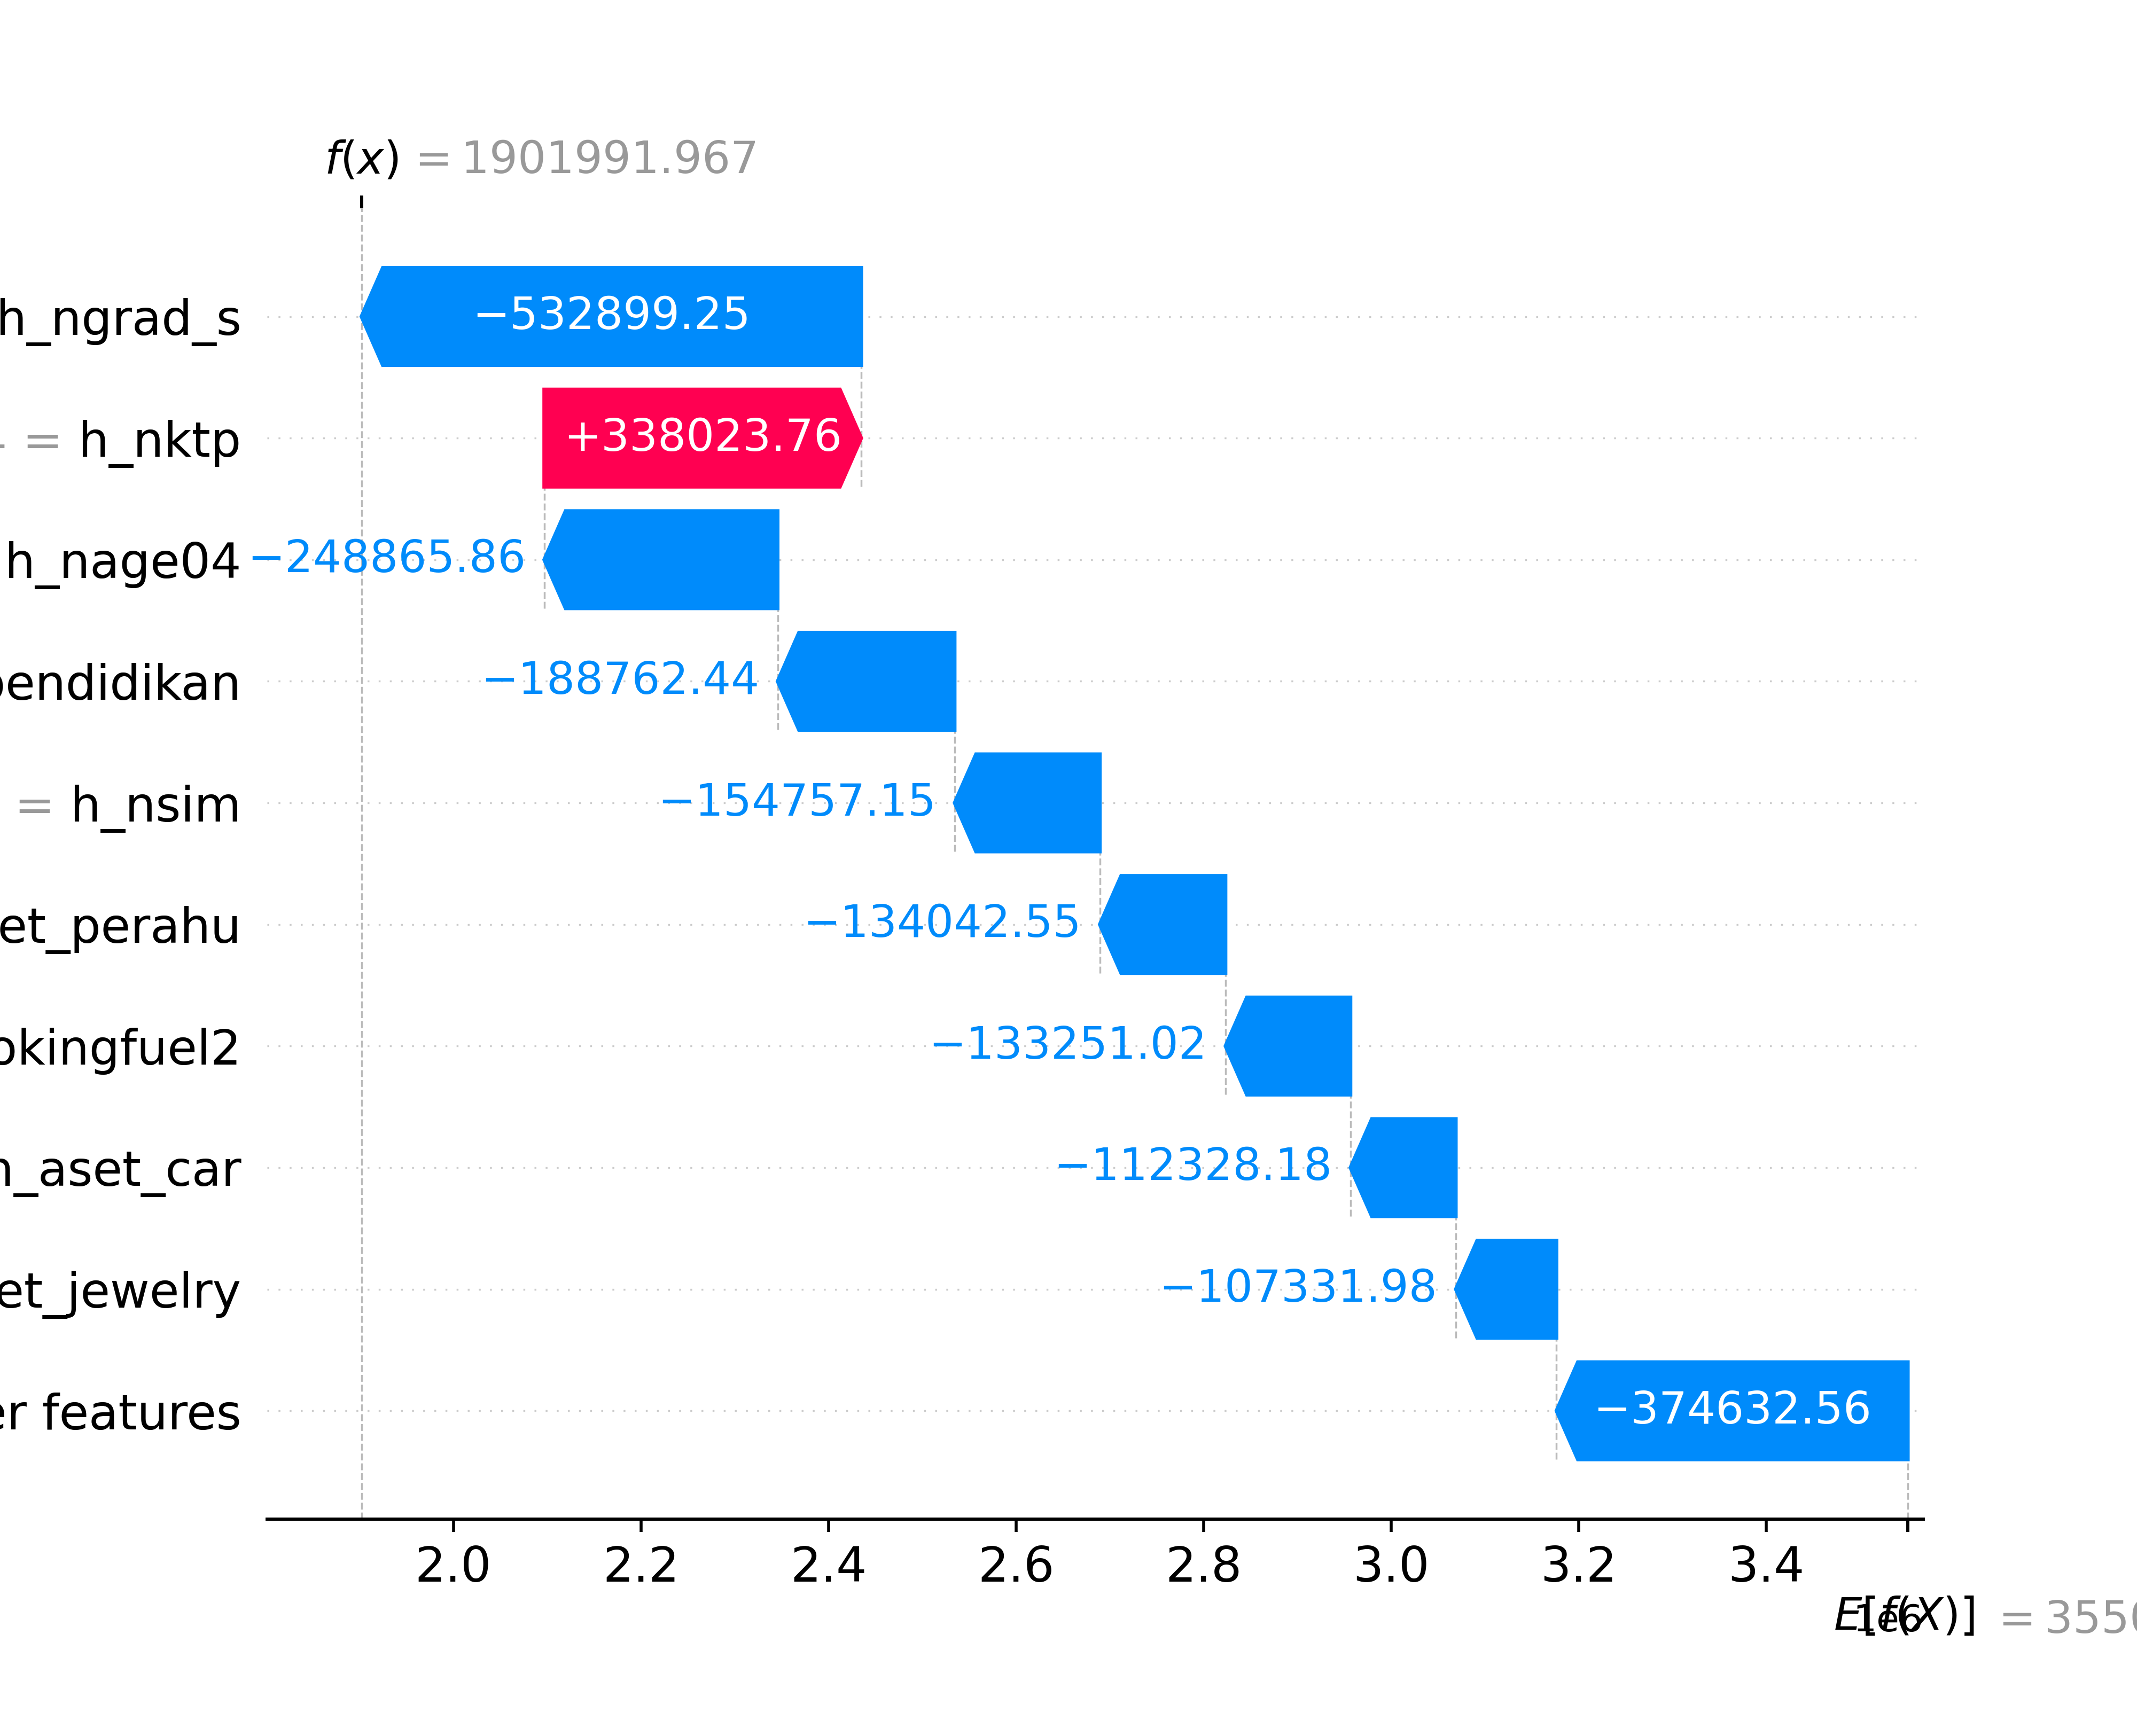 f(x) = 1901991.967
h_ngrad_s −532899.25
= h_nktp +338023.76
h_nage04 −248865.86
pendidikan −188762.44
= h_nsim −154757.15
et_perahu −134042.55
okingfuel2 −133251.02
_aset_car −112328.18
et_jewelry −107331.98
er features −374632.56
2.0 2.2 2.4 2.6 2.8 3.0 3.2 3.4
1e6
E[f(X)] = 355